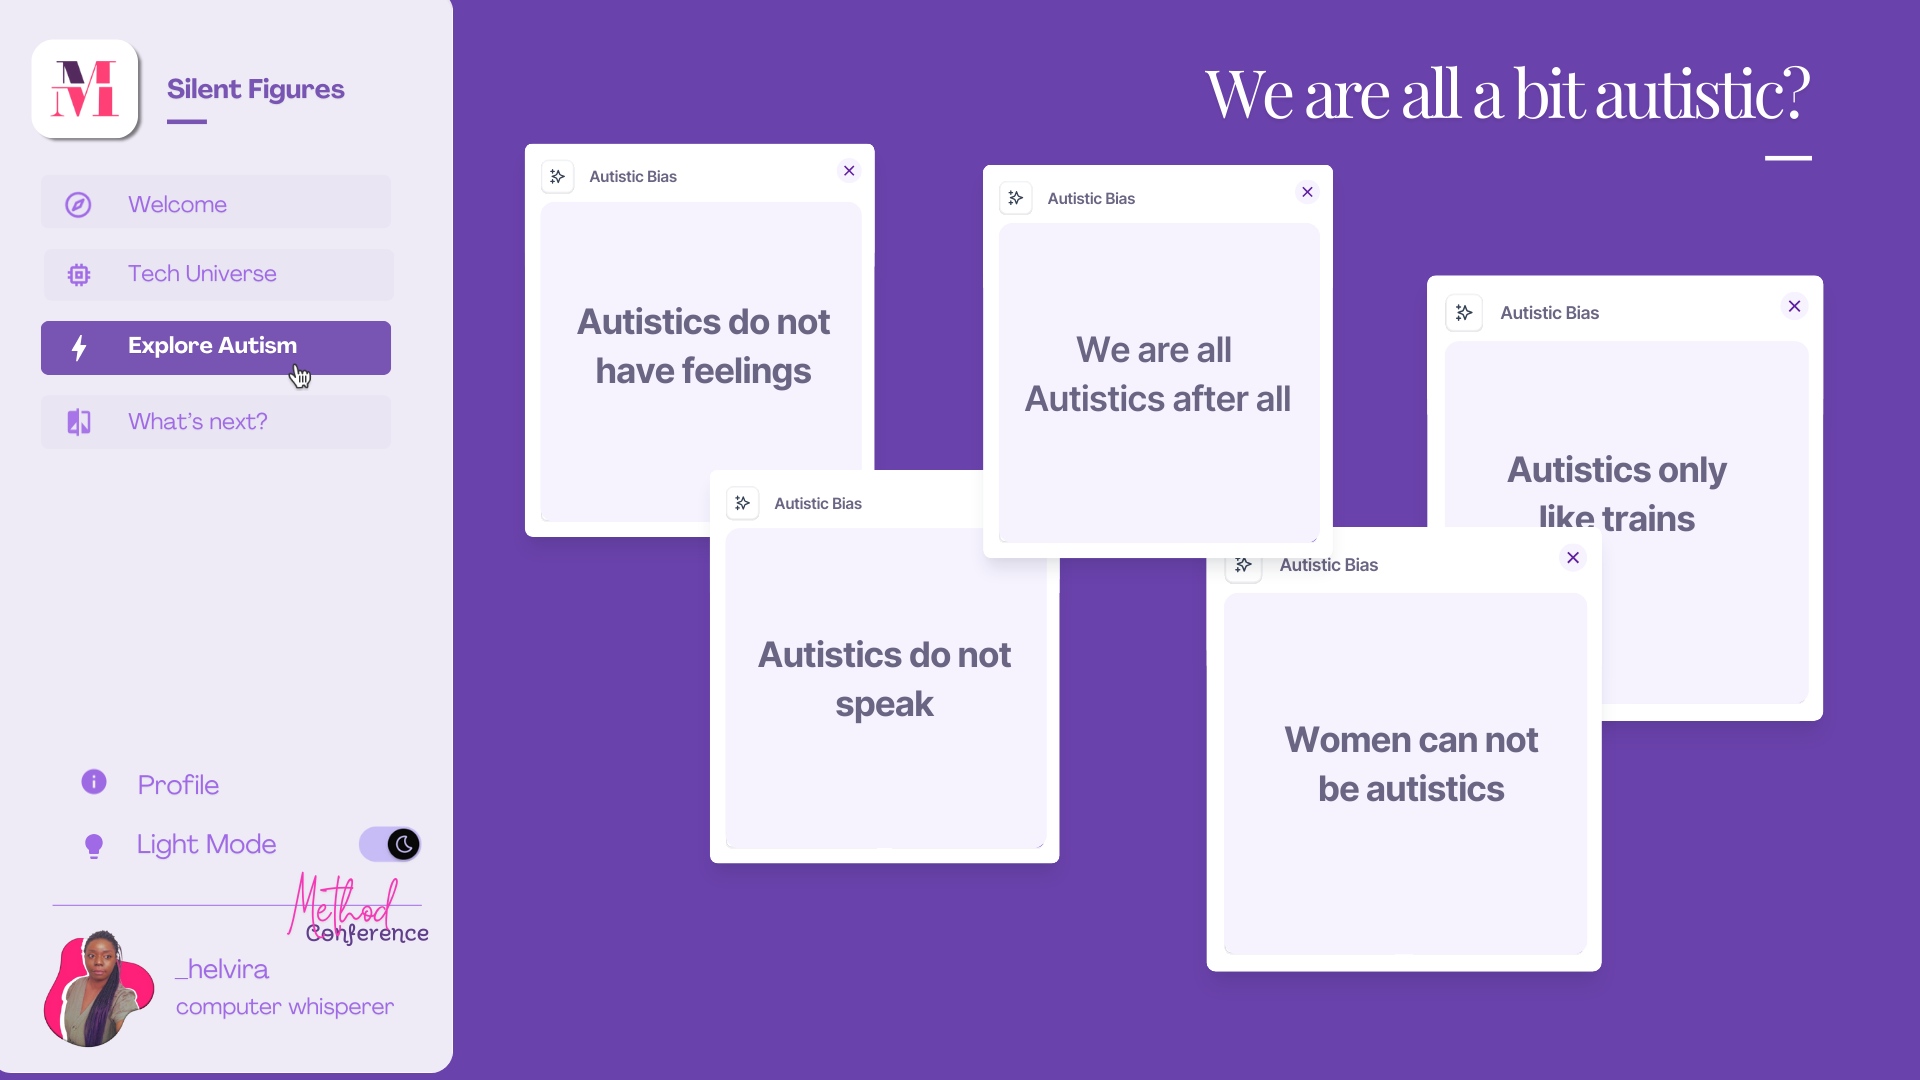 Silent Figures
Welcome
Tech Universe
Explore Autism
What's next?
Profile
Light Mode
Method
Conference
_helvira
computer whisperer
We are all a bit autistic?
Autistic Bias
Autistics do not
have feelings
Autistic Bias
We are all
Autistics after all
Autistic Bias
Autistics only
like trains
Autistic Bias
Autistics do not
speak
Autistic Bias
Women can not
be autistics